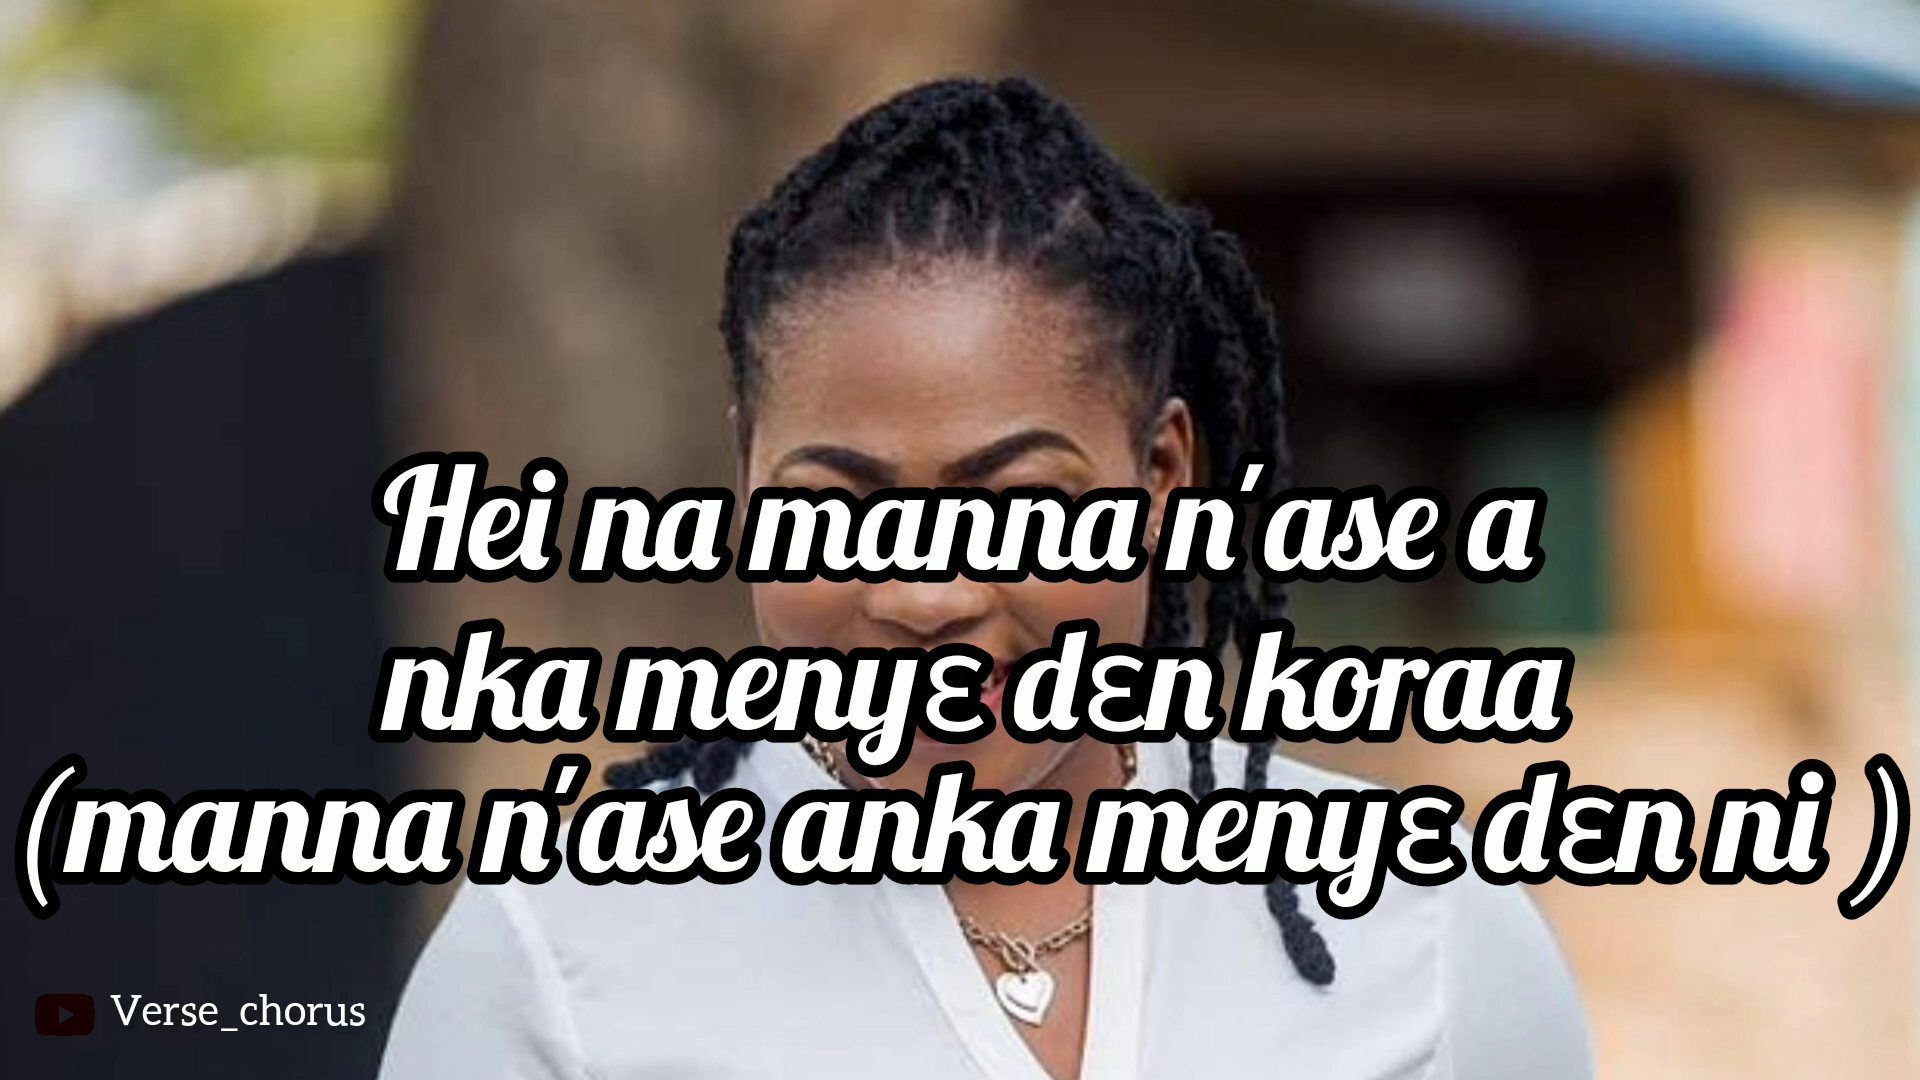 Hei na manna n'ase a
nka menyɛ dɛn koraa
(manna n'ase anka menyɛ dɛn ni )
Verse_chorus